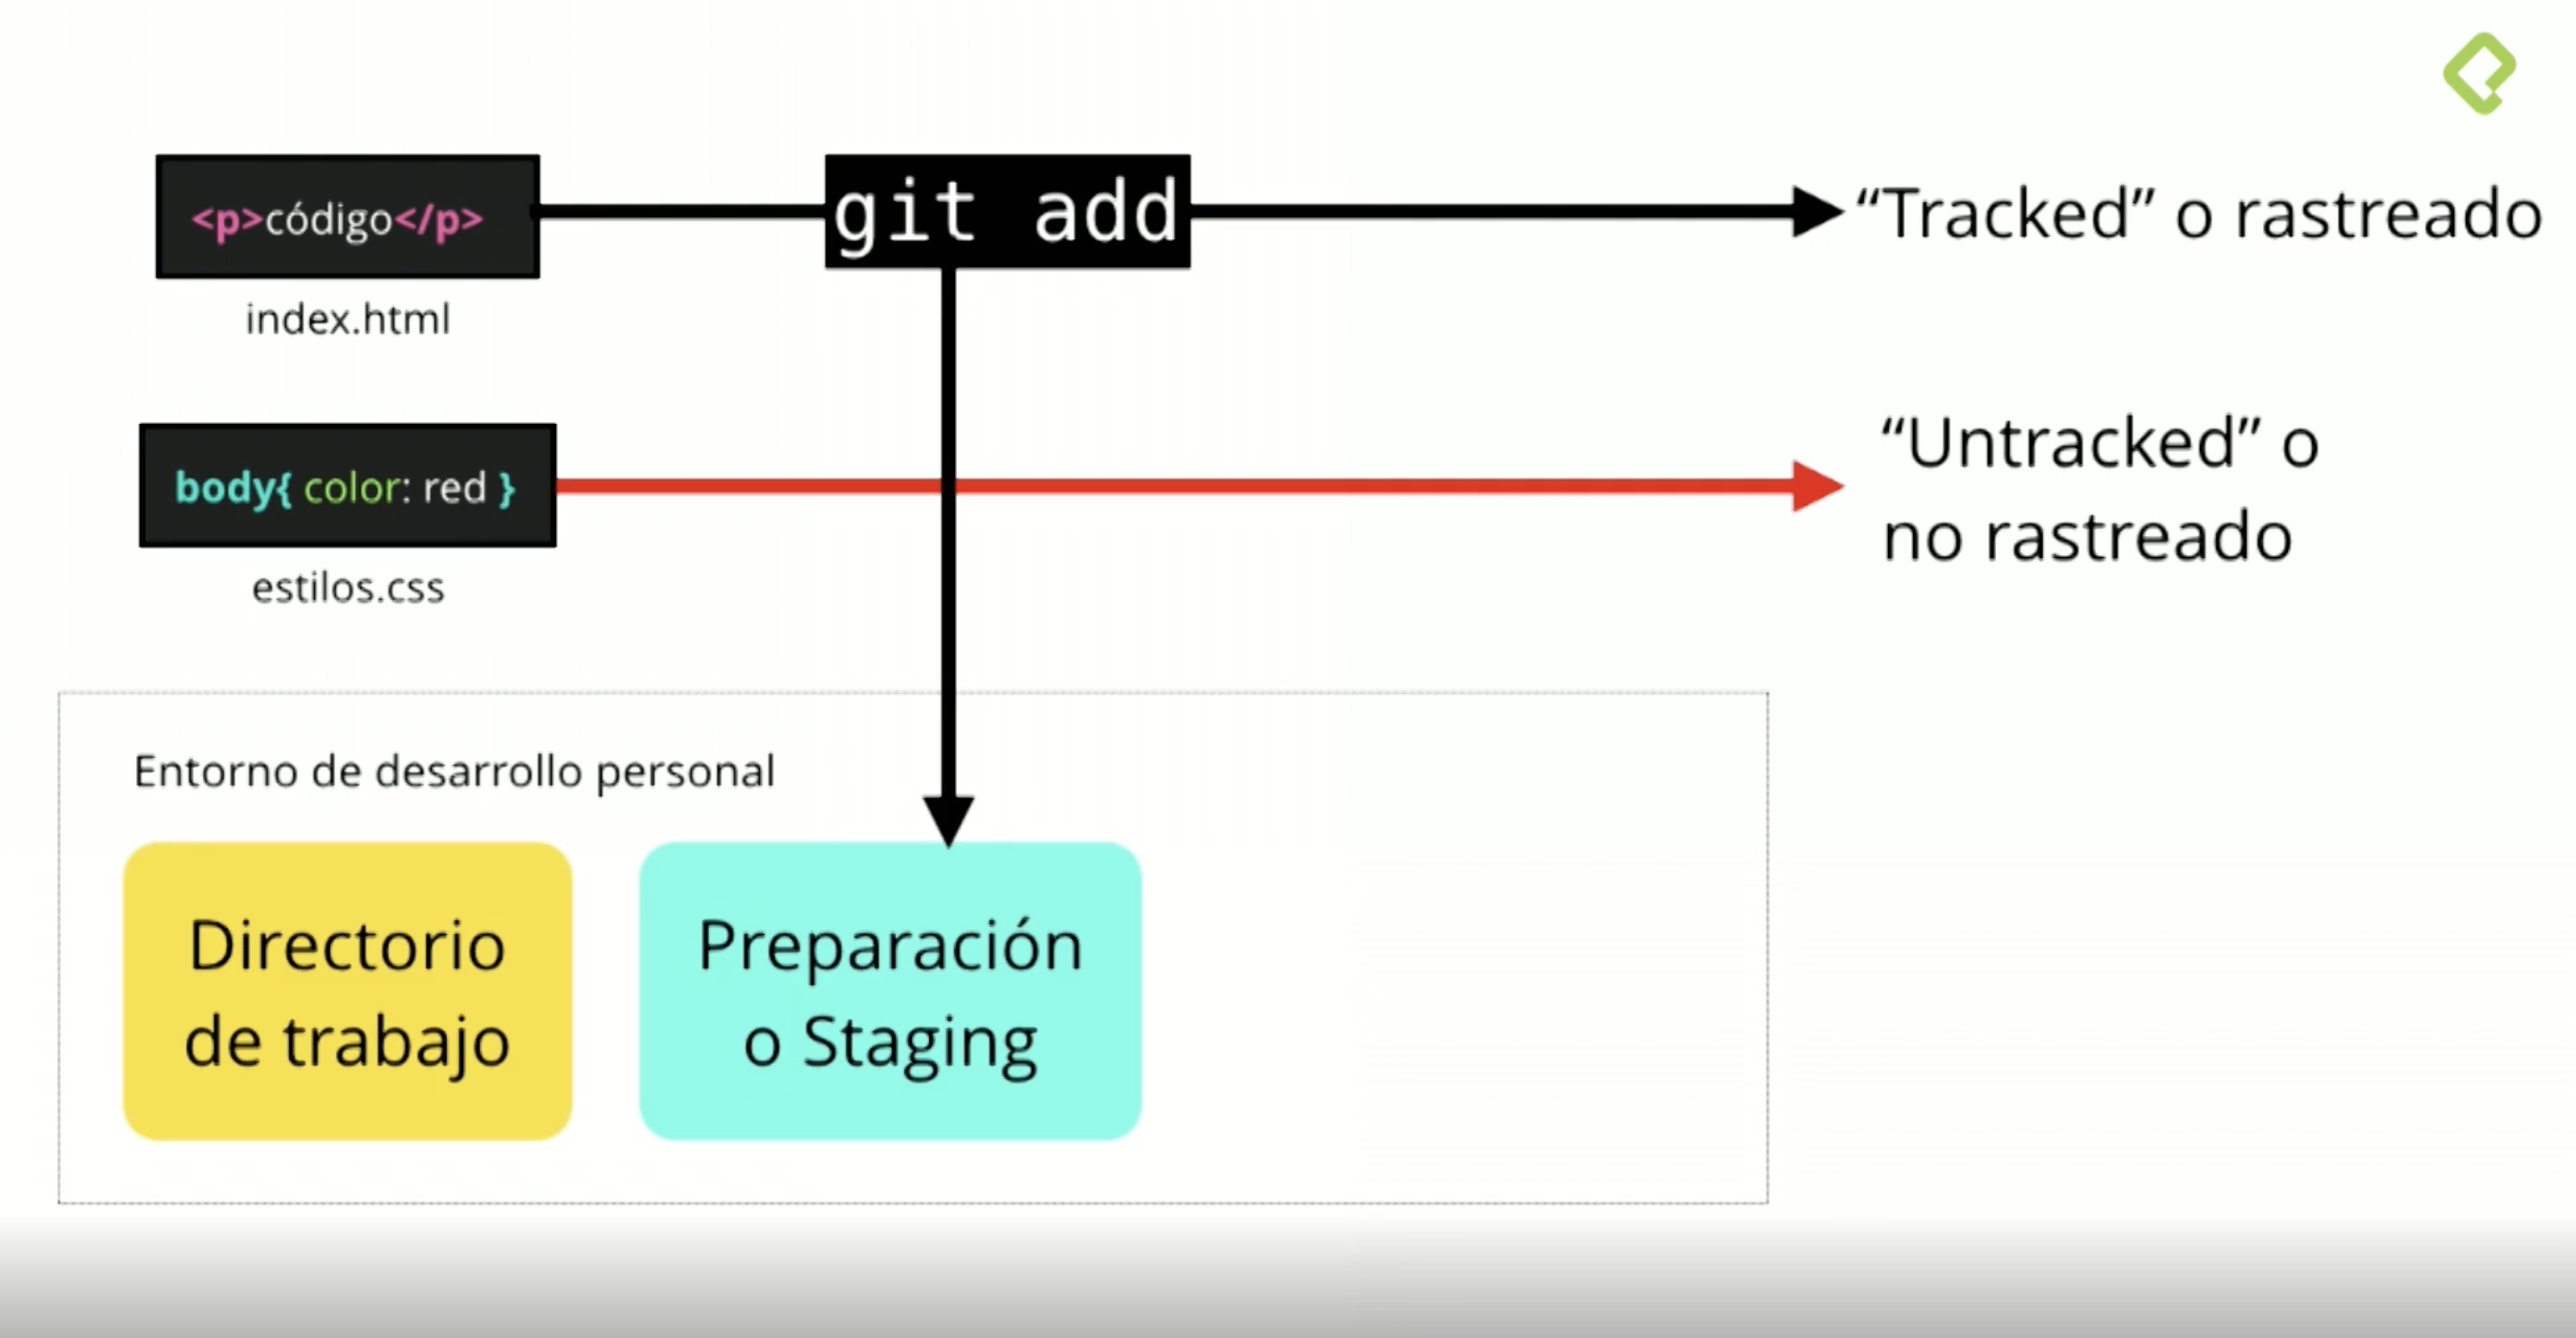 <p>código</p>
git add
“Tracked” o rastreado
index.html
body{ color: red }
“Untracked” o
no rastreado
estilos.css
Entorno de desarrollo personal
Directorio
de trabajo
Preparación
o Staging